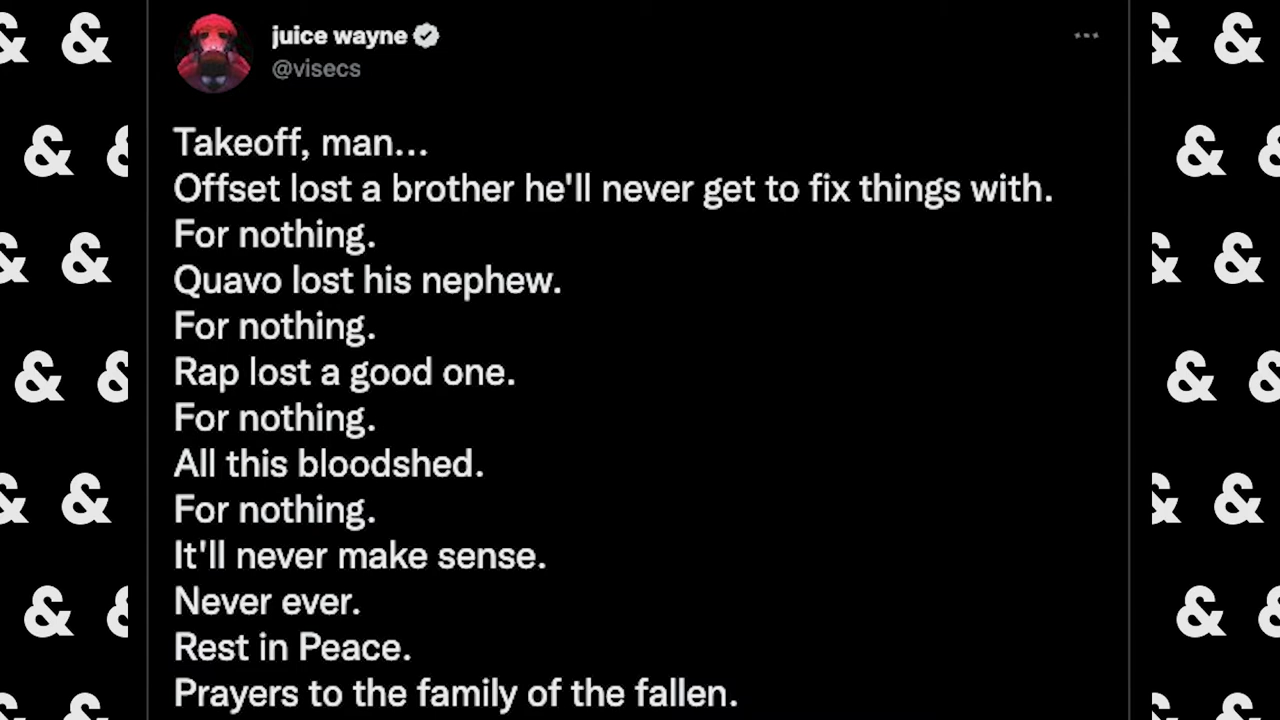 juice wayne
@visecs
Takeoff, man...
Offset lost a brother he'll never get to fix things with.
For nothing.
Quavo lost his nephew.
For nothing.
Rap lost a good one.
For nothing.
All this bloodshed.
For nothing.
It'll never make sense.
Never ever.
Rest in Peace.
Prayers to the family of the fallen.